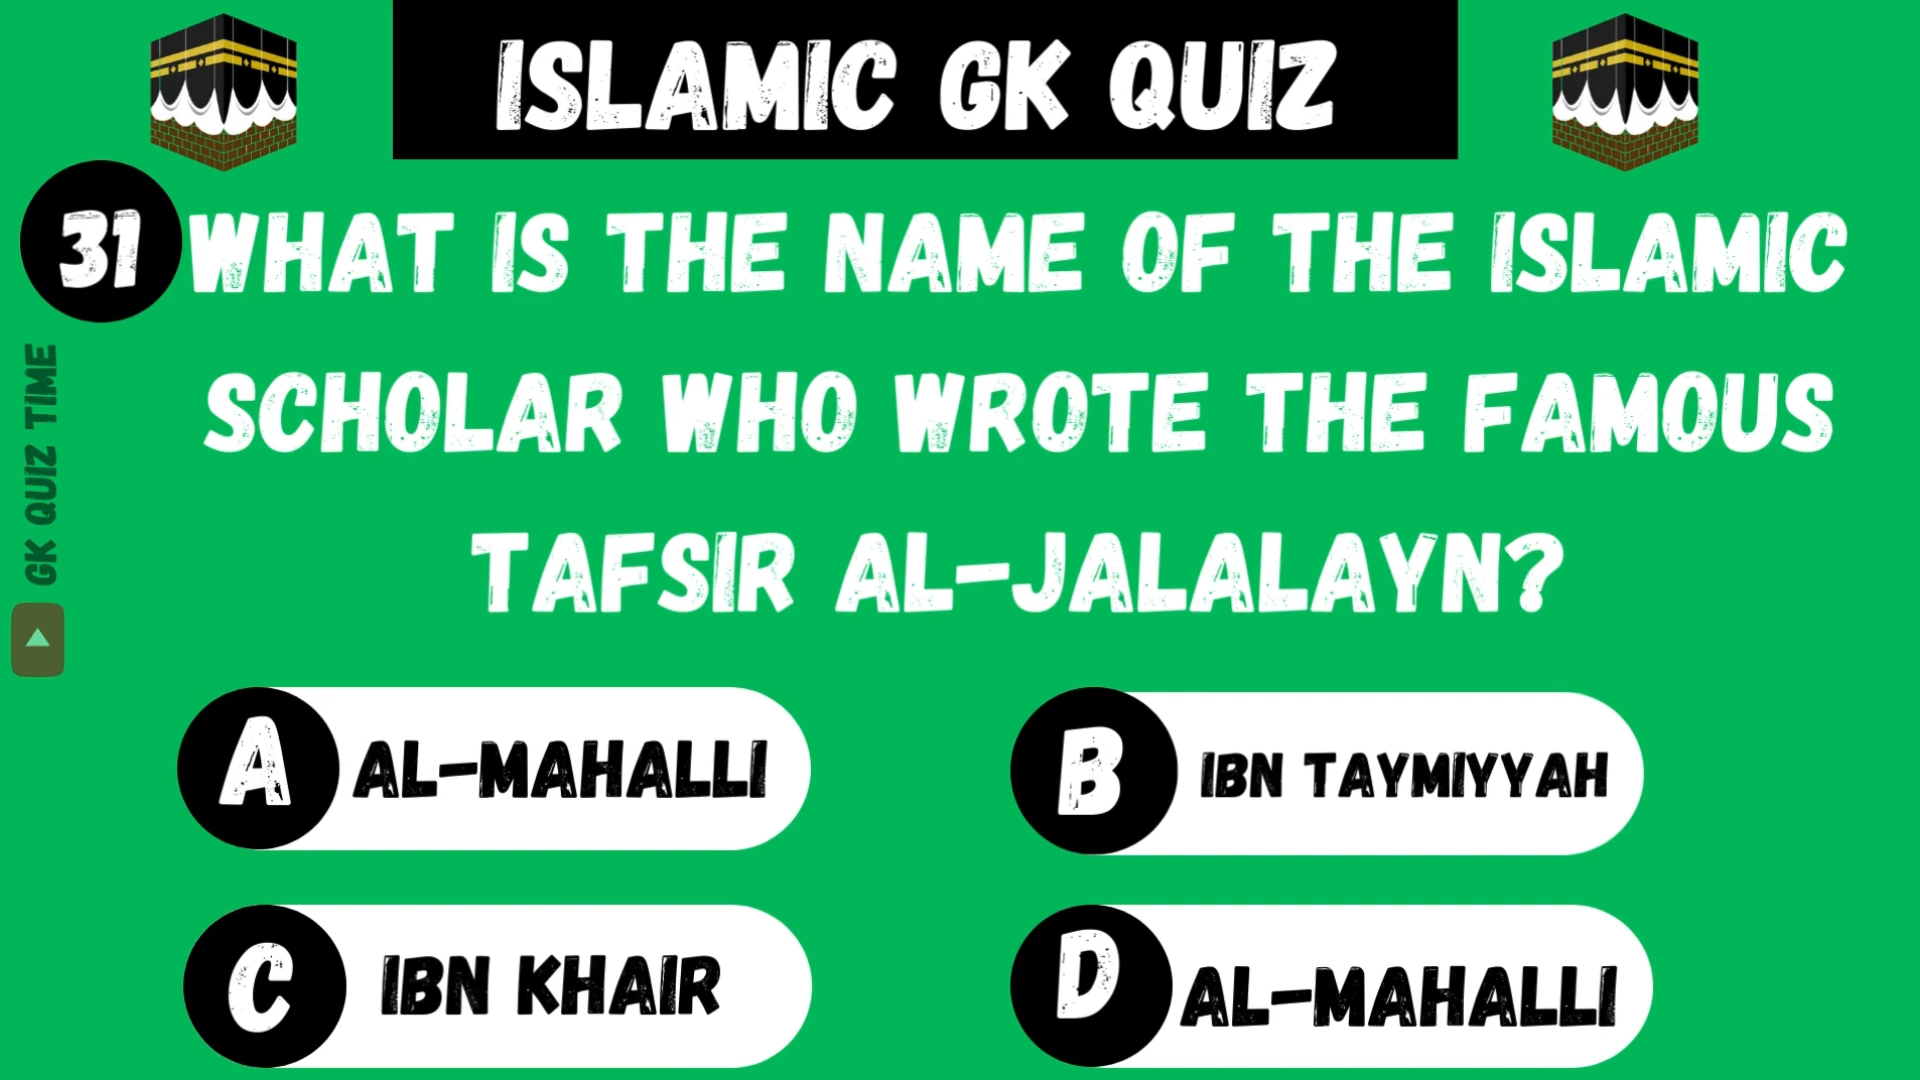 ISLAMIC GK QUIZ
31
WHAT IS THE NAME OF THE ISLAMIC
SCHOLAR WHO WROTE THE FAMOUS
TAFSIR AL-JALALAYN?
GK QUIZ TIME
A AL-MAHALLI
B IBN TAYMIYYAH
C IBN KHAIR
D AL-MAHALLI